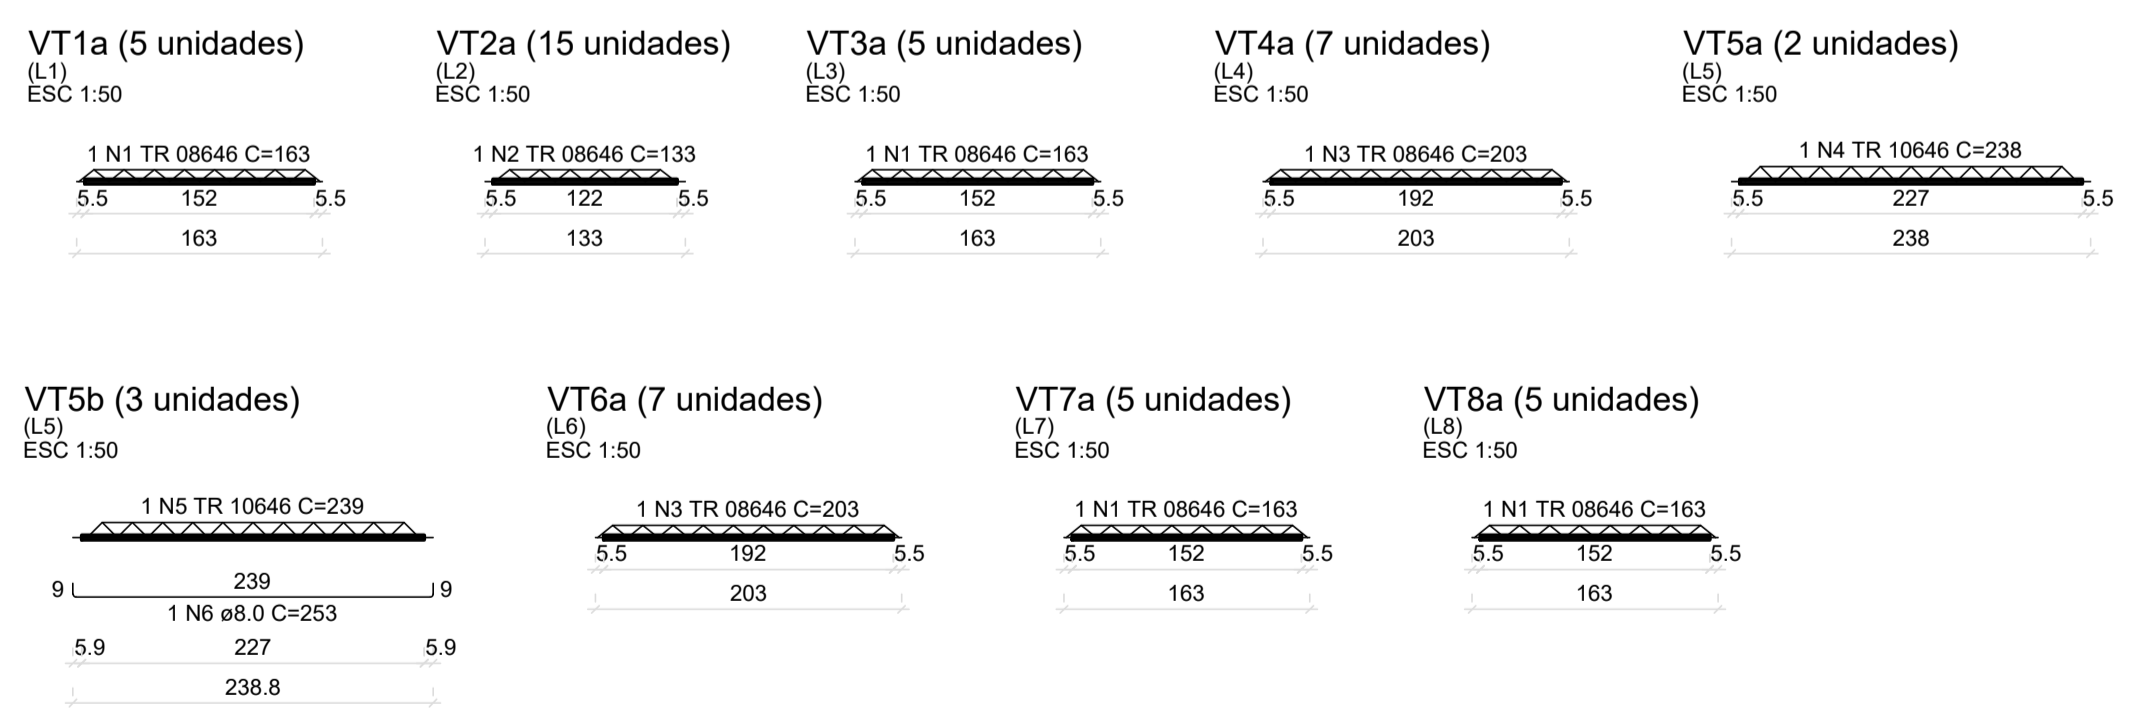 VT1a (5 unidades)
(L1)
ESC 1:50
1 N1 TR 08646 C=163
5.5 152 5.5
163
VT2a (15 unidades)
(L2)
ESC 1:50
1 N2 TR 08646 C=133
5.5 122 5.5
133
VT3a (5 unidades)
(L3)
ESC 1:50
1 N1 TR 08646 C=163
5.5 152 5.5
163
VT4a (7 unidades)
(L4)
ESC 1:50
1 N3 TR 08646 C=203
5.5 192 5.5
203
VT5a (2 unidades)
(L5)
ESC 1:50
1 N4 TR 10646 C=238
5.5 227 5.5
238
VT5b (3 unidades)
(L5)
ESC 1:50
1 N5 TR 10646 C=239
9 239 9
1 N6 ø8.0 C=253
5.9 227 5.9
238.8
VT6a (7 unidades)
(L6)
ESC 1:50
1 N3 TR 08646 C=203
5.5 192 5.5
203
VT7a (5 unidades)
(L7)
ESC 1:50
1 N1 TR 08646 C=163
5.5 152 5.5
163
VT8a (5 unidades)
(L8)
ESC 1:50
1 N1 TR 08646 C=163
5.5 152 5.5
163